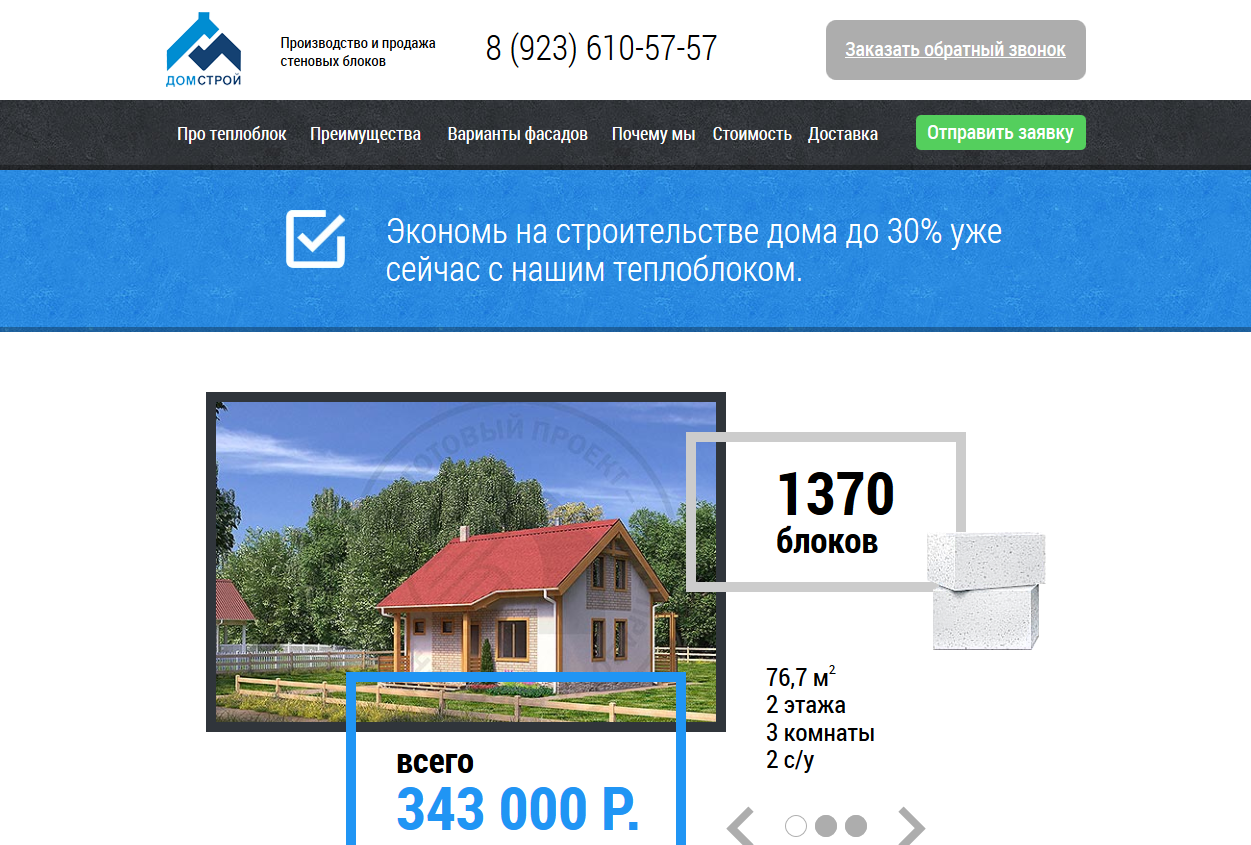 ДОМСТРОЙ
Производство и продажа
стеновых блоков
8 (923) 610-57-57
Заказать обратный звонок
Про теплоблок
Преимущества
Варианты фасадов
Почему мы
Стоимость
Доставка
Отправить заявку
Экономь на строительстве дома до 30% уже
сейчас с нашим теплоблоком.
ГОТОВЫЙ ПРОЕКТ
1370
блоков
76,7 м²
2 этажа
3 комнаты
2 с/у
всего
343 000 Р.